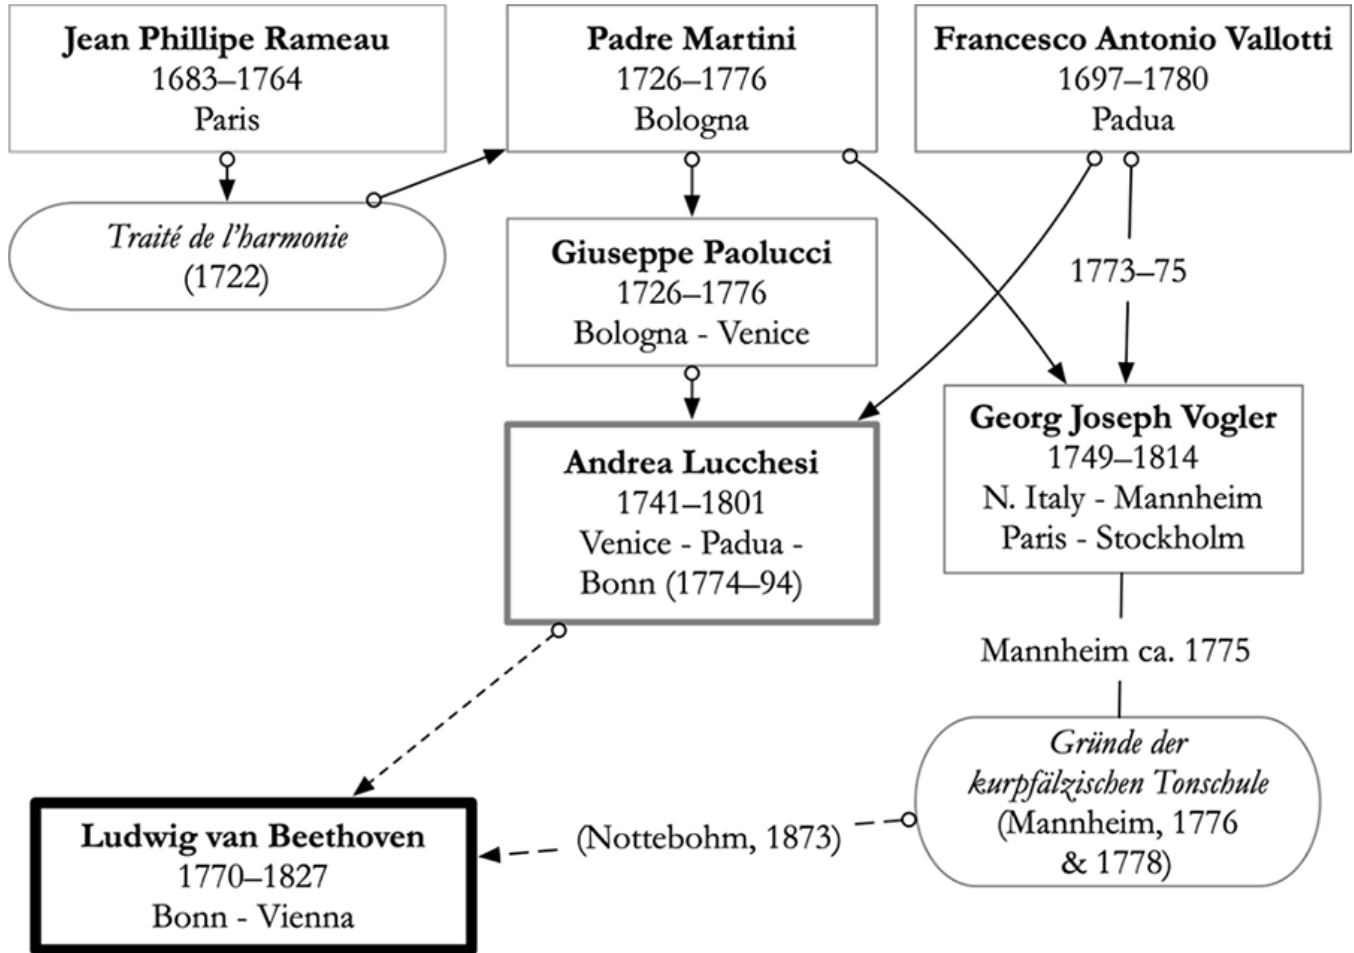 Jean Phillipe Rameau
1683–1764
Paris
Padre Martini
1726–1776
Bologna
Francesco Antonio Vallotti
1697–1780
Padua
Traité de l'harmonie
(1722)
Giuseppe Paolucci
1726–1776
Bologna - Venice
1773–75
Andrea Lucchesi
1741–1801
Venice - Padua -
Bonn (1774–94)
Georg Joseph Vogler
1749–1814
N. Italy - Mannheim
Paris - Stockholm
Mannheim ca. 1775
Gründe der
kurpfälzischen Tonschule
(Mannheim, 1776
& 1778)
(Nottebohm, 1873)
Ludwig van Beethoven
1770–1827
Bonn - Vienna